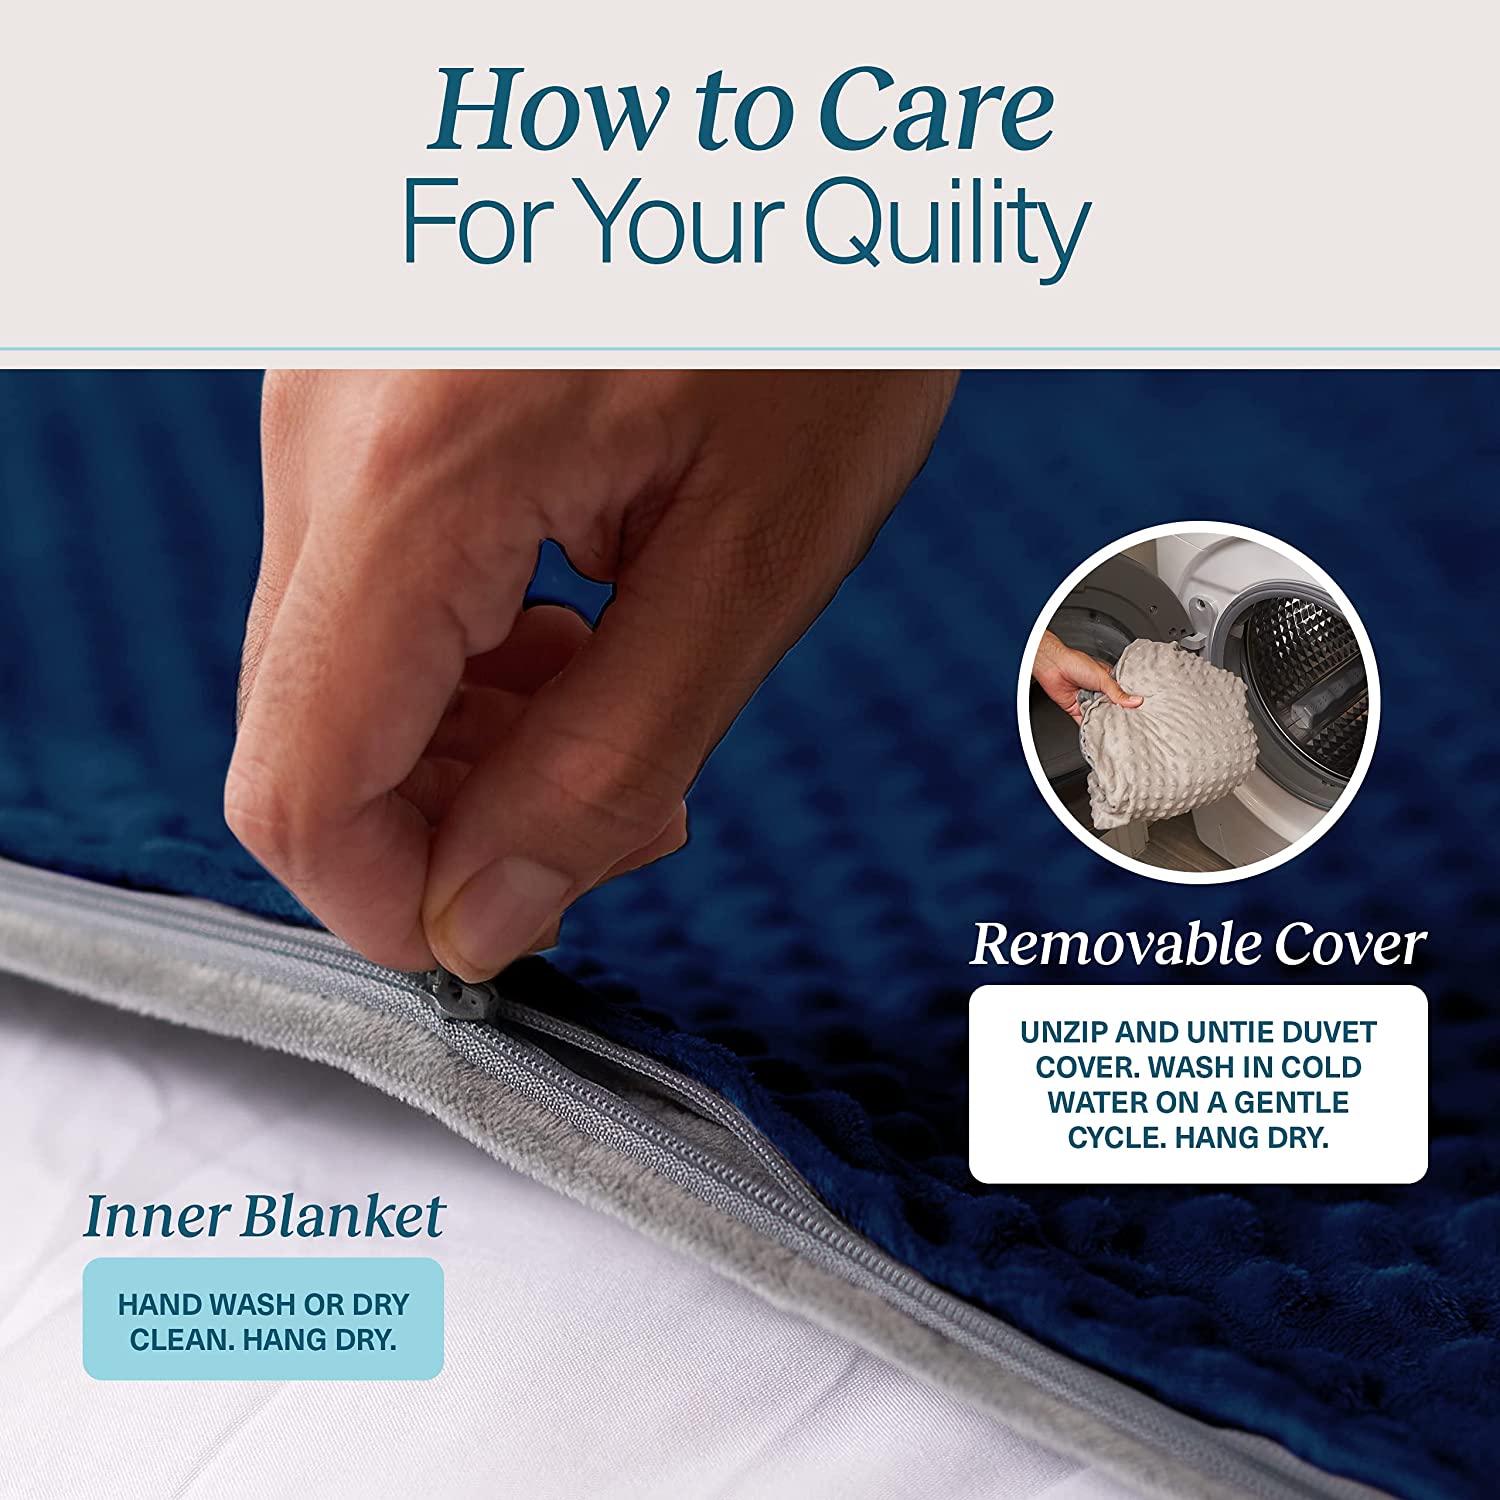 How to Care
For Your Quility
Removable Cover
UNZIP AND UNTIE DUVET
COVER. WASH IN COLD
WATER ON A GENTLE
CYCLE. HANG DRY.
Inner Blanket
HAND WASH OR DRY
CLEAN. HANG DRY.